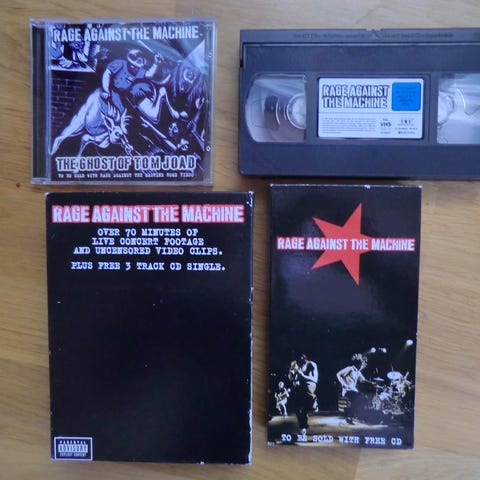 RAGE AGAINST THE MACHINE
THE GHOST OF TOM JOAD
TO BE SOLD WITH RAGE AGAINST THE MACHINE HOME VIDEO
RAGE AGAINST
THE MACHINE
VHS
RAGE AGAINST THE MACHINE
OVER 70 MINUTES OF
LIVE CONCERT FOOTAGE
AND UNCENSORED VIDEO CLIPS.
PLUS FREE 3 TRACK CD SINGLE.
PARENTAL
ADVISORY
EXPLICIT CONTENT
RAGE AGAINST THE MACHINE
TO BE SOLD WITH FREE CD